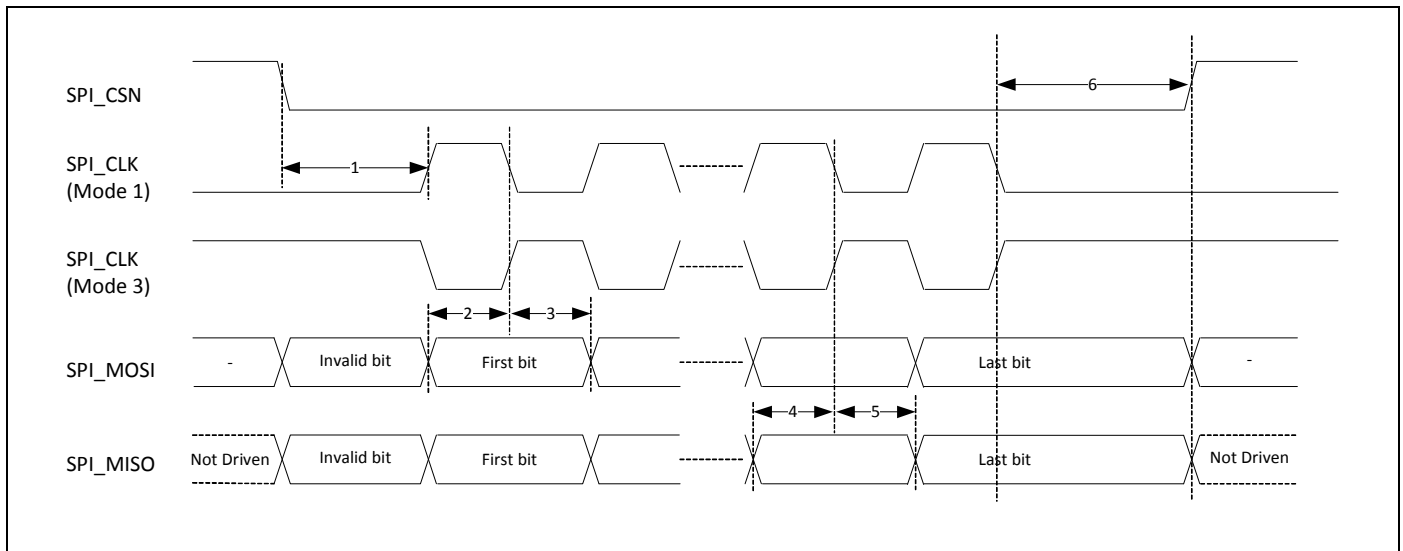 SPI_CSN
6
SPI_CLK
(Mode 1)
1
SPI_CLK
(Mode 3)
2
3
SPI_MOSI
-
Invalid bit
First bit
Last bit
-
4
5
SPI_MISO
Not Driven
Invalid bit
First bit
Last bit
Not Driven